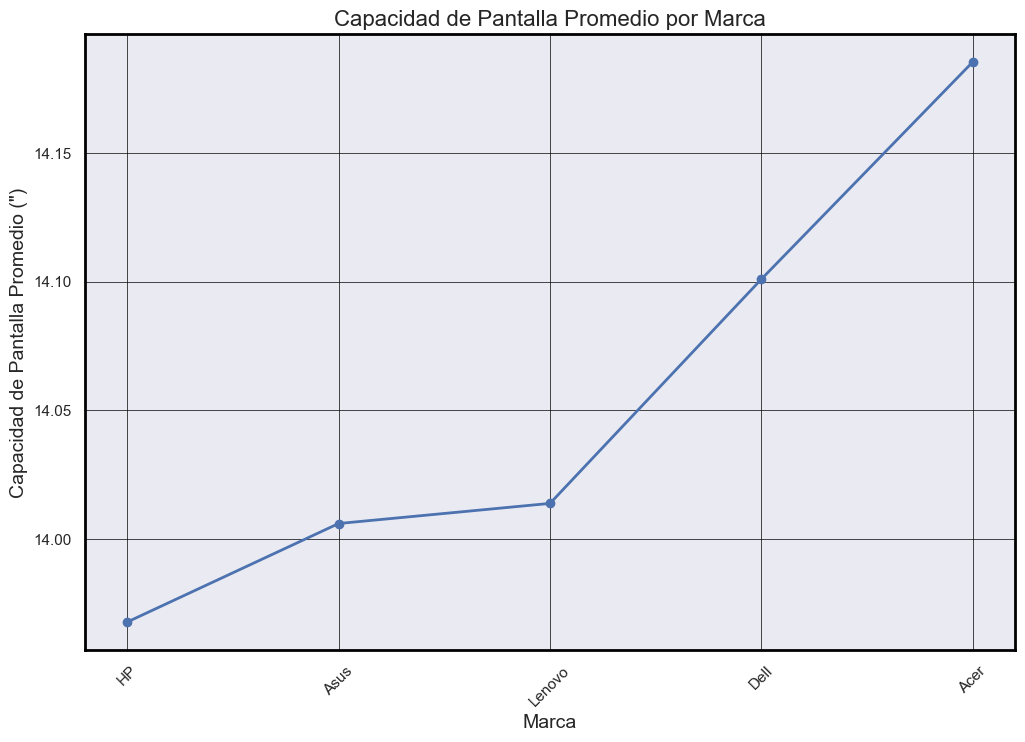 Capacidad de Pantalla Promedio por Marca
Capacidad de Pantalla Promedio (")
14.15
14.10
14.05
14.00
HP
Asus
Lenovo
Dell
Acer
Marca